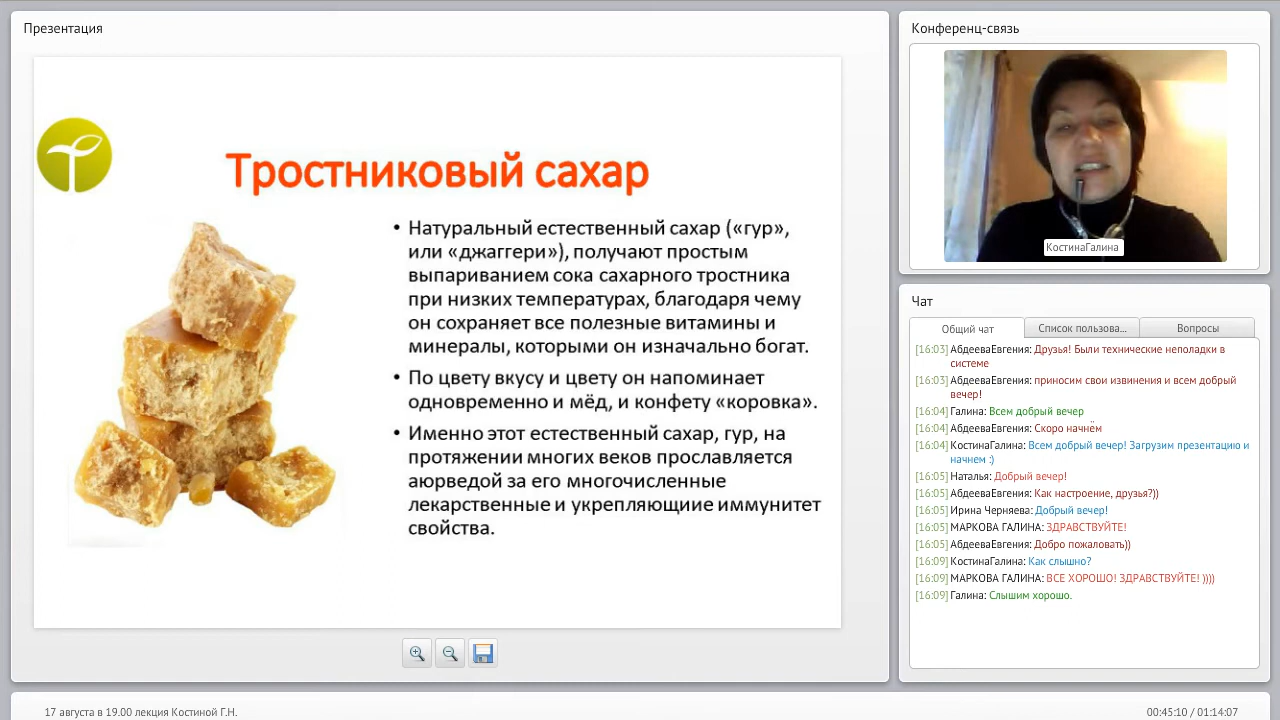 Презентация
Тростниковый сахар
• Натуральный естественный сахар («гур»,
или «джаггери»), получают простым
выпариванием сока сахарного тростника
при низких температурах, благодаря чему
он сохраняет все полезные витамины и
минералы, которыми он изначально богат.
• По цвету вкусу и цвету он напоминает
одновременно и мёд, и конфету «коровка».
• Именно этот естественный сахар, гур, на
протяжении многих веков прославляется
аюрведой за его многочисленные
лекарственные и укрепляющиие иммунитет
свойства.
Конференц-связь
КостинаГалина
Чат
Общий чат
Список пользова...
Вопросы
[16:03] АбдееваЕвгения: Друзья! Были технические неполадки в
системе
[16:03] АбдееваЕвгения: приносим свои извинения и всем добрый
вечер!
[16:04] Галина: Всем добрый вечер
[16:04] АбдееваЕвгения: Скоро начнём
[16:04] КостинаГалина: Всем добрый вечер! Загрузим презентацию и
начнем :)
[16:05] Наталья: Добрый вечер!
[16:05] АбдееваЕвгения: Как настроение, друзья?))
[16:05] Ирина Черняева: Добрый вечер!
[16:05] МАРКОВА ГАЛИНА: ЗДРАВСТВУЙТЕ!
[16:05] АбдееваЕвгения: Добро пожаловать))
[16:09] КостинаГалина: Как слышно?
[16:09] МАРКОВА ГАЛИНА: ВСЕ ХОРОШО! ЗДРАВСТВУЙТЕ! ))))
[16:09] Галина: Слышим хорошо.
17 августа в 19.00 лекция Костиной Г.Н.
00:45:10 / 01:14:07